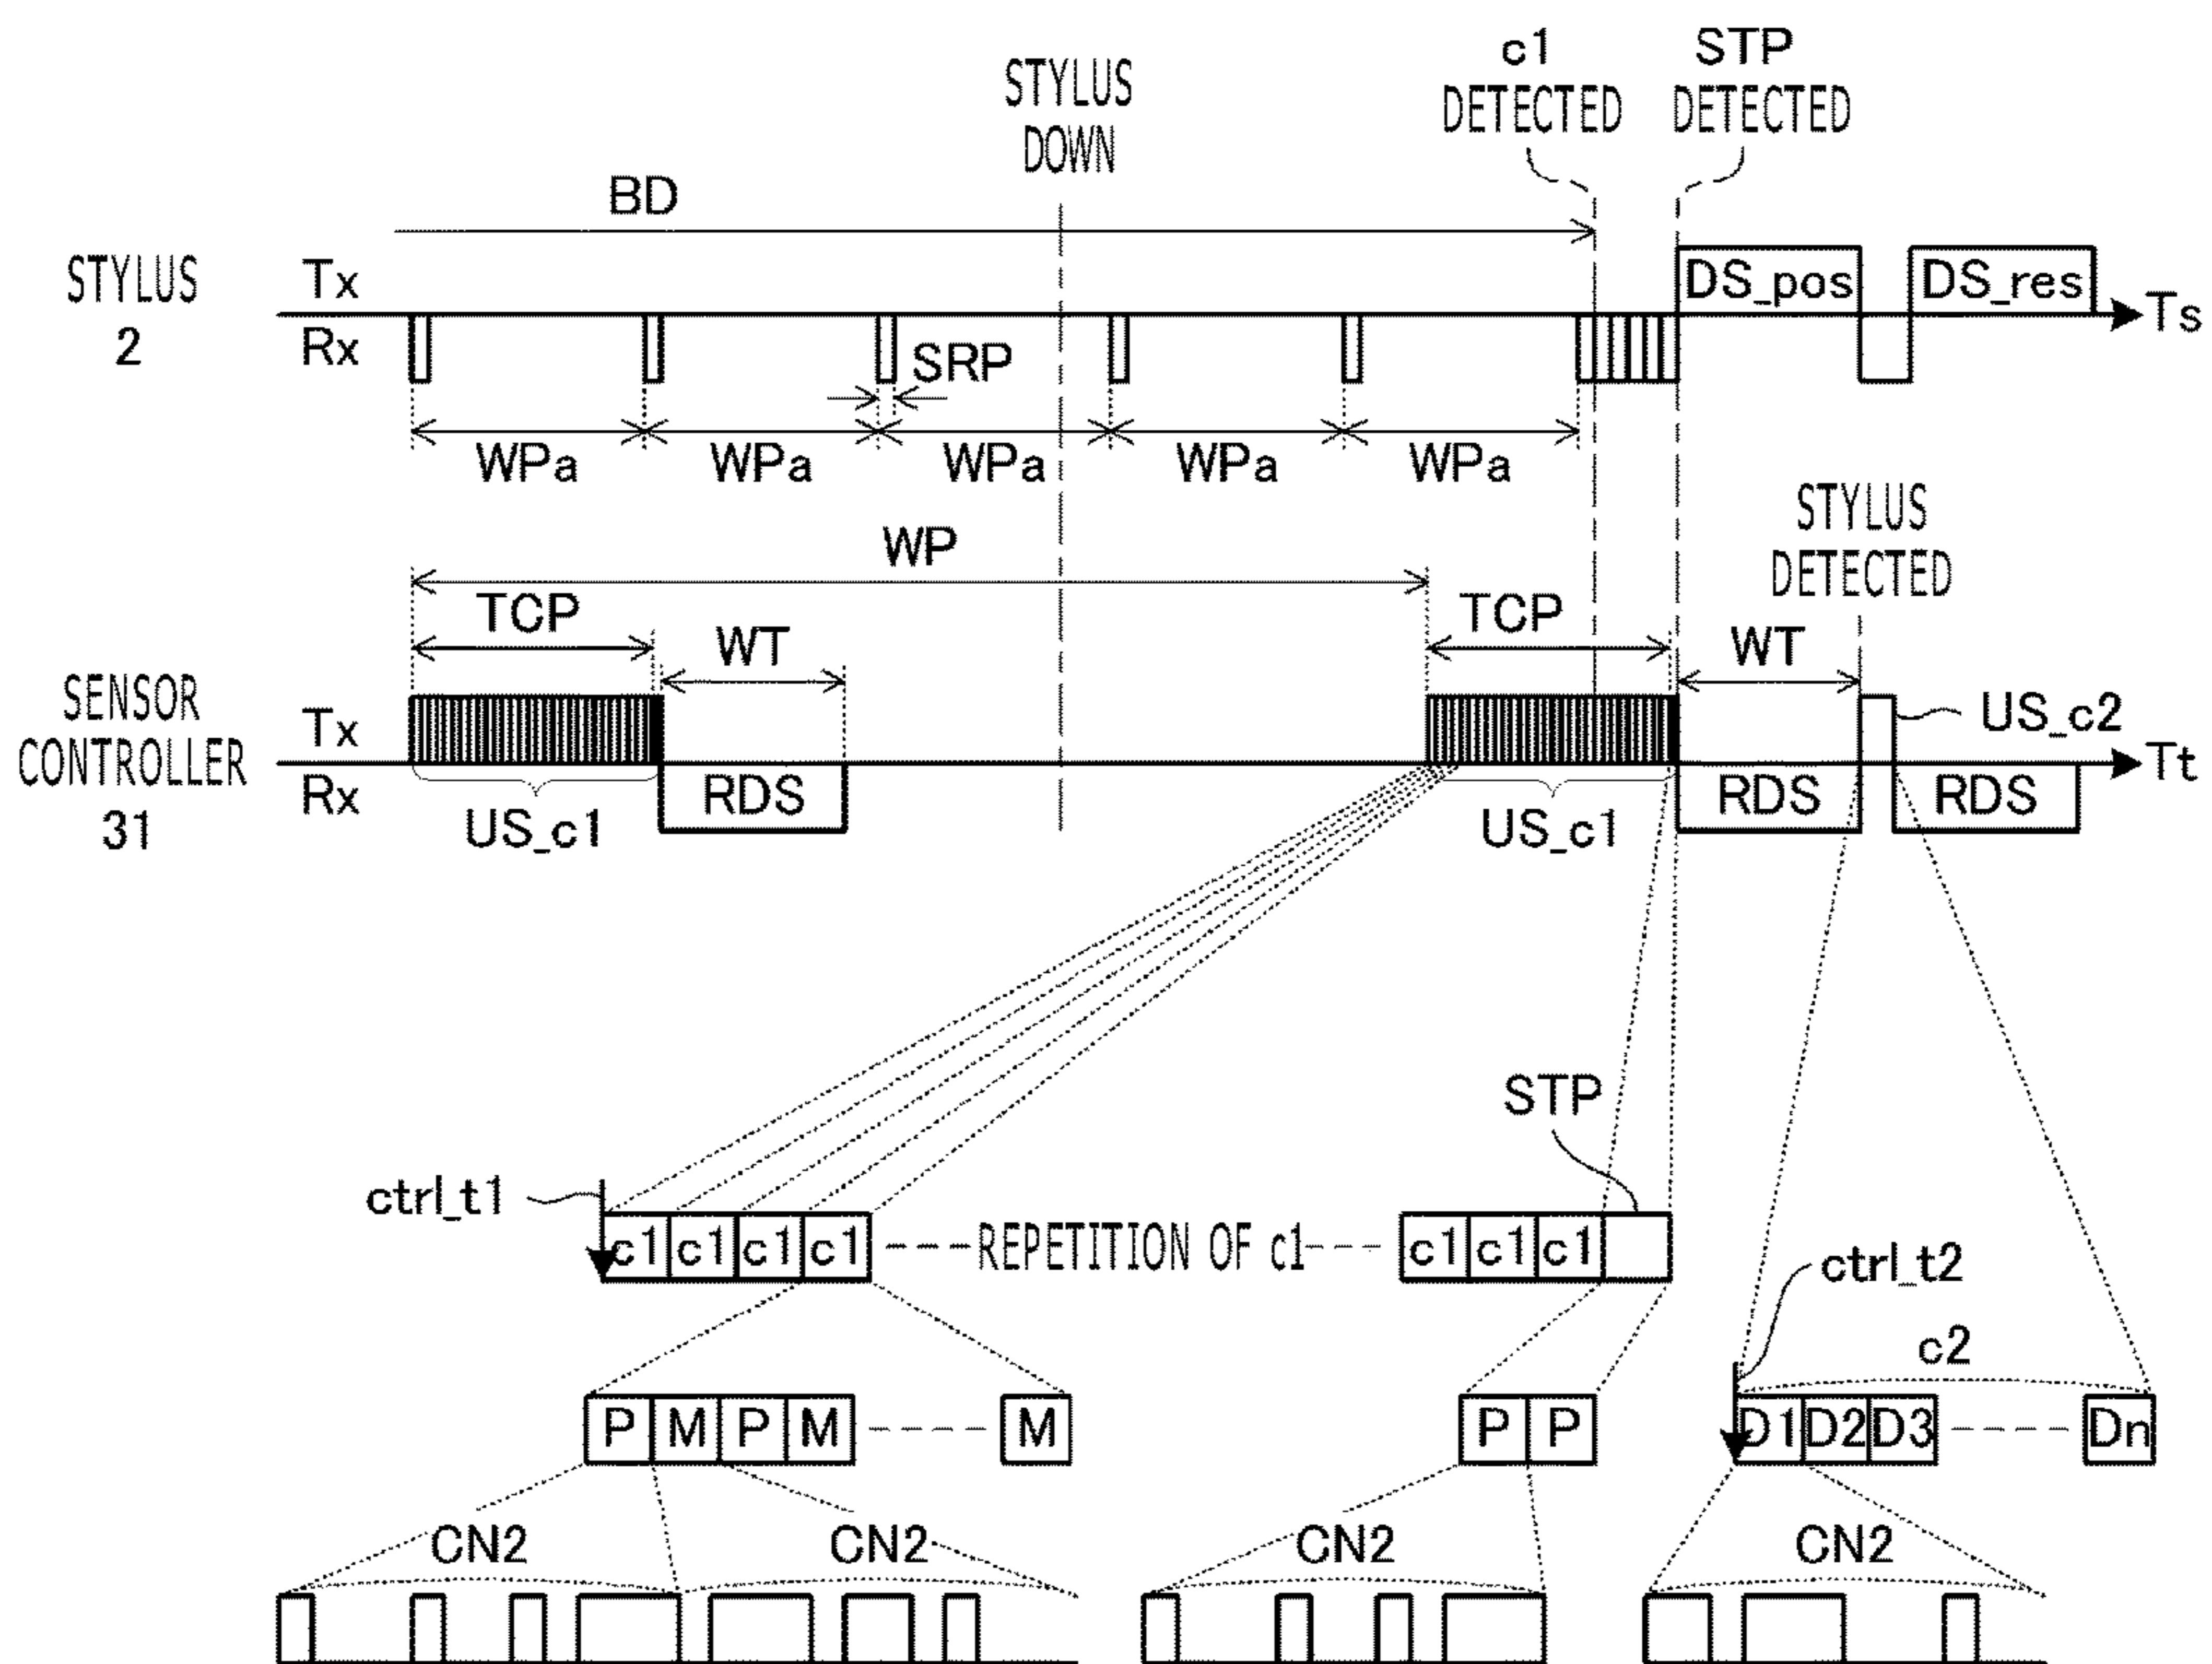 c1
DETECTED
STP
DETECTED
STYLUS
DOWN
BD
STYLUS
2
Tx
Rx
DS_pos
DS_res
Ts
SRP
WPa
WPa
WPa
WPa
WPa
STYLUS
DETECTED
WP
TCP
WT
TCP
WT
SENSOR
CONTROLLER
31
Tx
Rx
US_c2
Tt
RDS
RDS
RDS
US_c1
US_c1
STP
ctrl_t1
c1 c1 c1 c1
REPETITION OF c1
c1 c1 c1
ctrl_t2
c2
P M P M
M
P P
D1 D2 D3
Dn
CN2
CN2
CN2
CN2